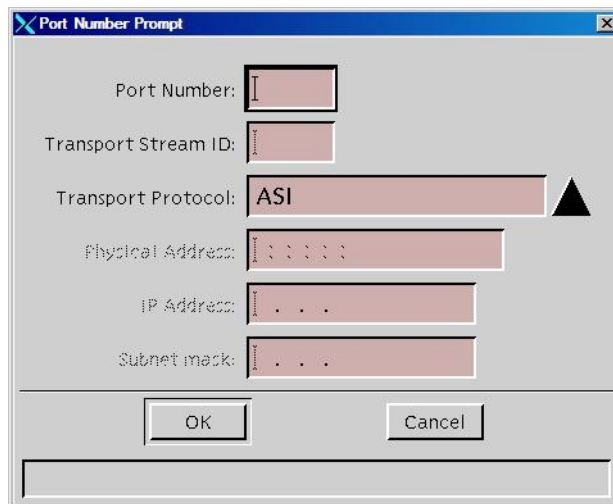 Port Number Prompt
Port Number:
Transport Stream ID:
Transport Protocol: ASI
Physical Address: : : : : :
IP Address: . . .
Subnet mask: . . .
OK Cancel